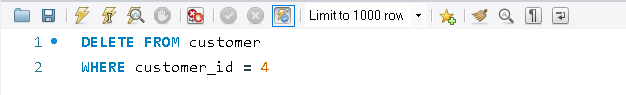 Limit to 1000 row
1 DELETE FROM customer
2 WHERE customer_id = 4